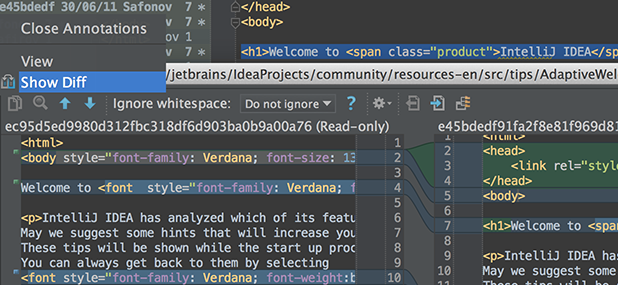 e45bdedf 30/06/11 Safonov 7 *
7 *
Close Annotations
nov 1 *
View
nov 7 *
Show Diff
</head>
<body>
<h1>Welcome to <span class="product">IntelliJ IDEA</sp
/jetbrains/IdeaProjects/community/resources-en/src/tips/AdaptiveWel
Ignore whitespace: Do not ignore ?
ec95d5ed9980d312fbc318df6d903ba0b9a00a76 (Read-only)
<html> 1
<body style="font-family: Verdana; font-size: 13 2
3
Welcome to <font style="font-family: Verdana; f 4
5
<p>IntelliJ IDEA has analyzed which of its featu 6
May we suggest some hints that will increase you 7
These tips will be shown while the start up proc 8
You can always get back to them by selecting 9
<font style="font-family: Verdana; font-weight:b 10
e45bdedf91fa2f8e81f969d81
1 <html>
2 <head>
3 <link rel="style
4 </head>
5 <body>
6
7 <h1>Welcome to <spa
8
9 <p>IntelliJ IDEA has
10 May we suggest some